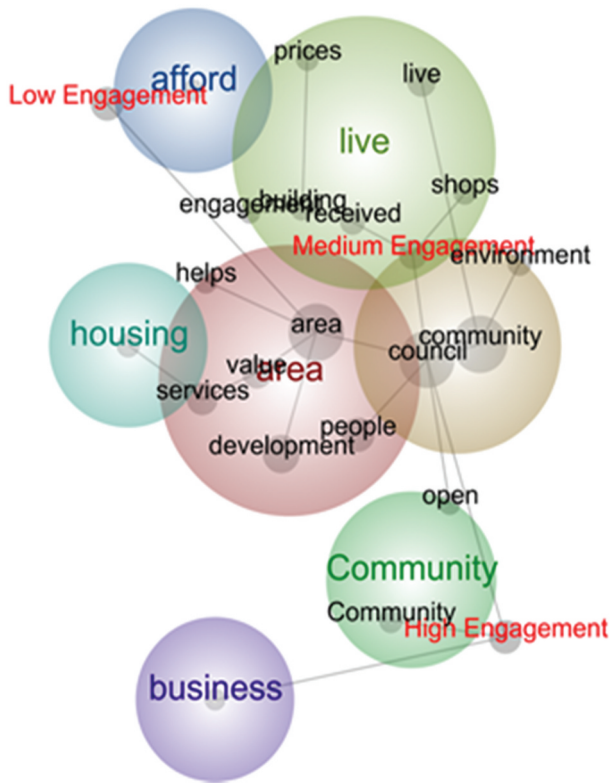 prices
afford
live
Low Engagement
live
shops
building
engagement
received
Medium Engagement
environment
helps
area
housing
community
council
value
area
services
people
development
open
Community
Community
High Engagement
business